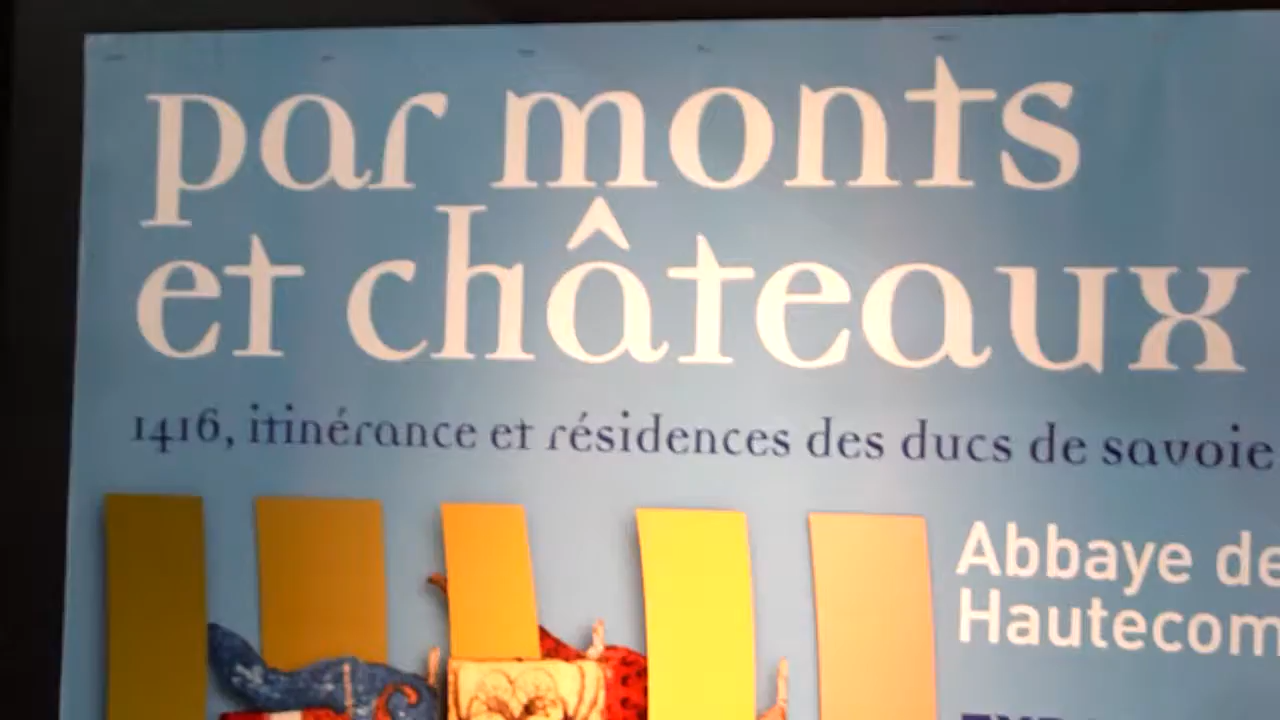 par monts
et châteaux
1416, itinérance et résidences des ducs de savoie
Abbaye de
Hautecom